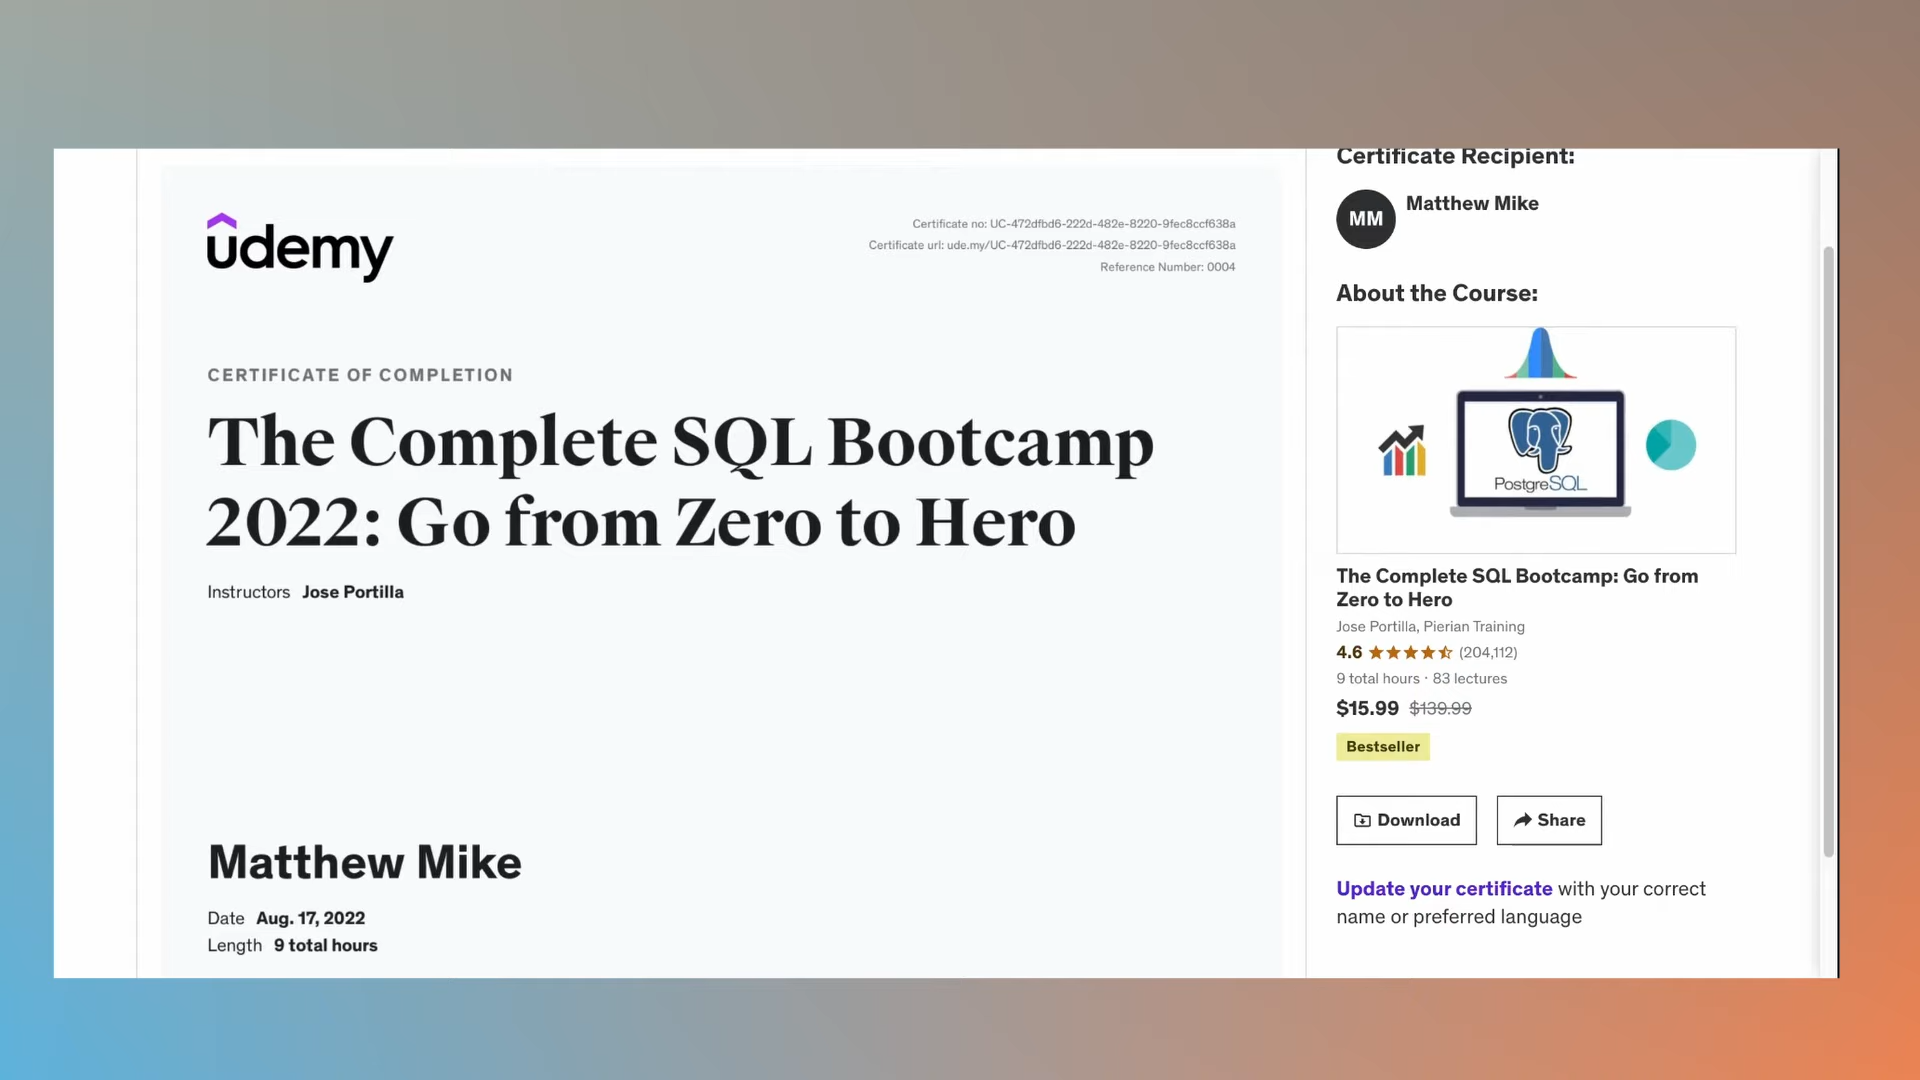 udemy
Certificate no: UC-472dfbd6-222d-482e-8220-9fec8ccf638a
Certificate url: ude.my/UC-472dfbd6-222d-482e-8220-9fec8ccf638a
Reference Number: 0004
CERTIFICATE OF COMPLETION
The Complete SQL Bootcamp
2022: Go from Zero to Hero
Instructors Jose Portilla
Matthew Mike
Date Aug. 17, 2022
Length 9 total hours
Certificate Recipient:
MM
Matthew Mike
About the Course:
PostgreSQL
The Complete SQL Bootcamp: Go from
Zero to Hero
Jose Portilla, Pierian Training
4.6 (204,112)
9 total hours · 83 lectures
$15.99 $139.99
Bestseller
Download
Share
Update your certificate with your correct
name or preferred language